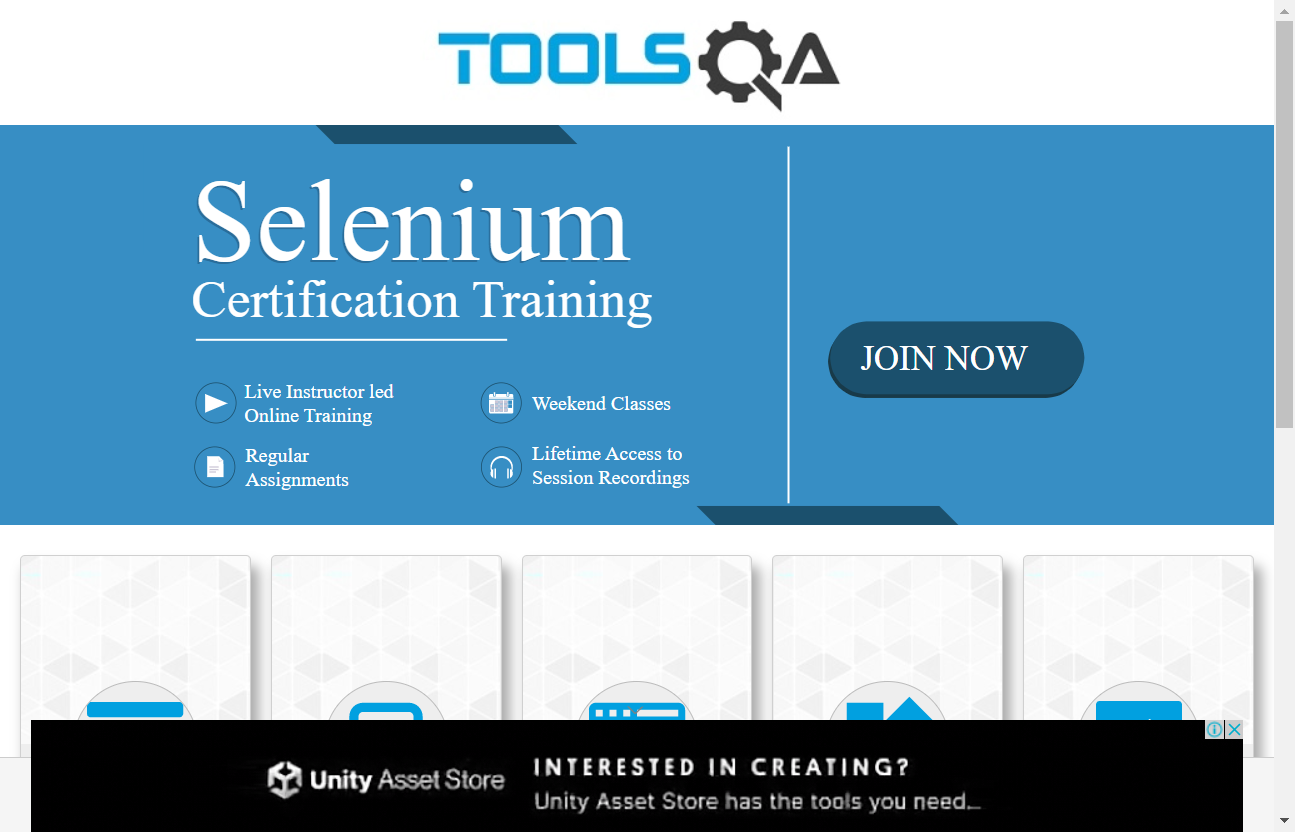 TOOLSQA
Selenium
Certification Training
JOIN NOW
Live Instructor led
Online Training
Weekend Classes
Regular
Assignments
Lifetime Access to
Session Recordings
Unity Asset Store
INTERESTED IN CREATING?
Unity Asset Store has the tools you need...